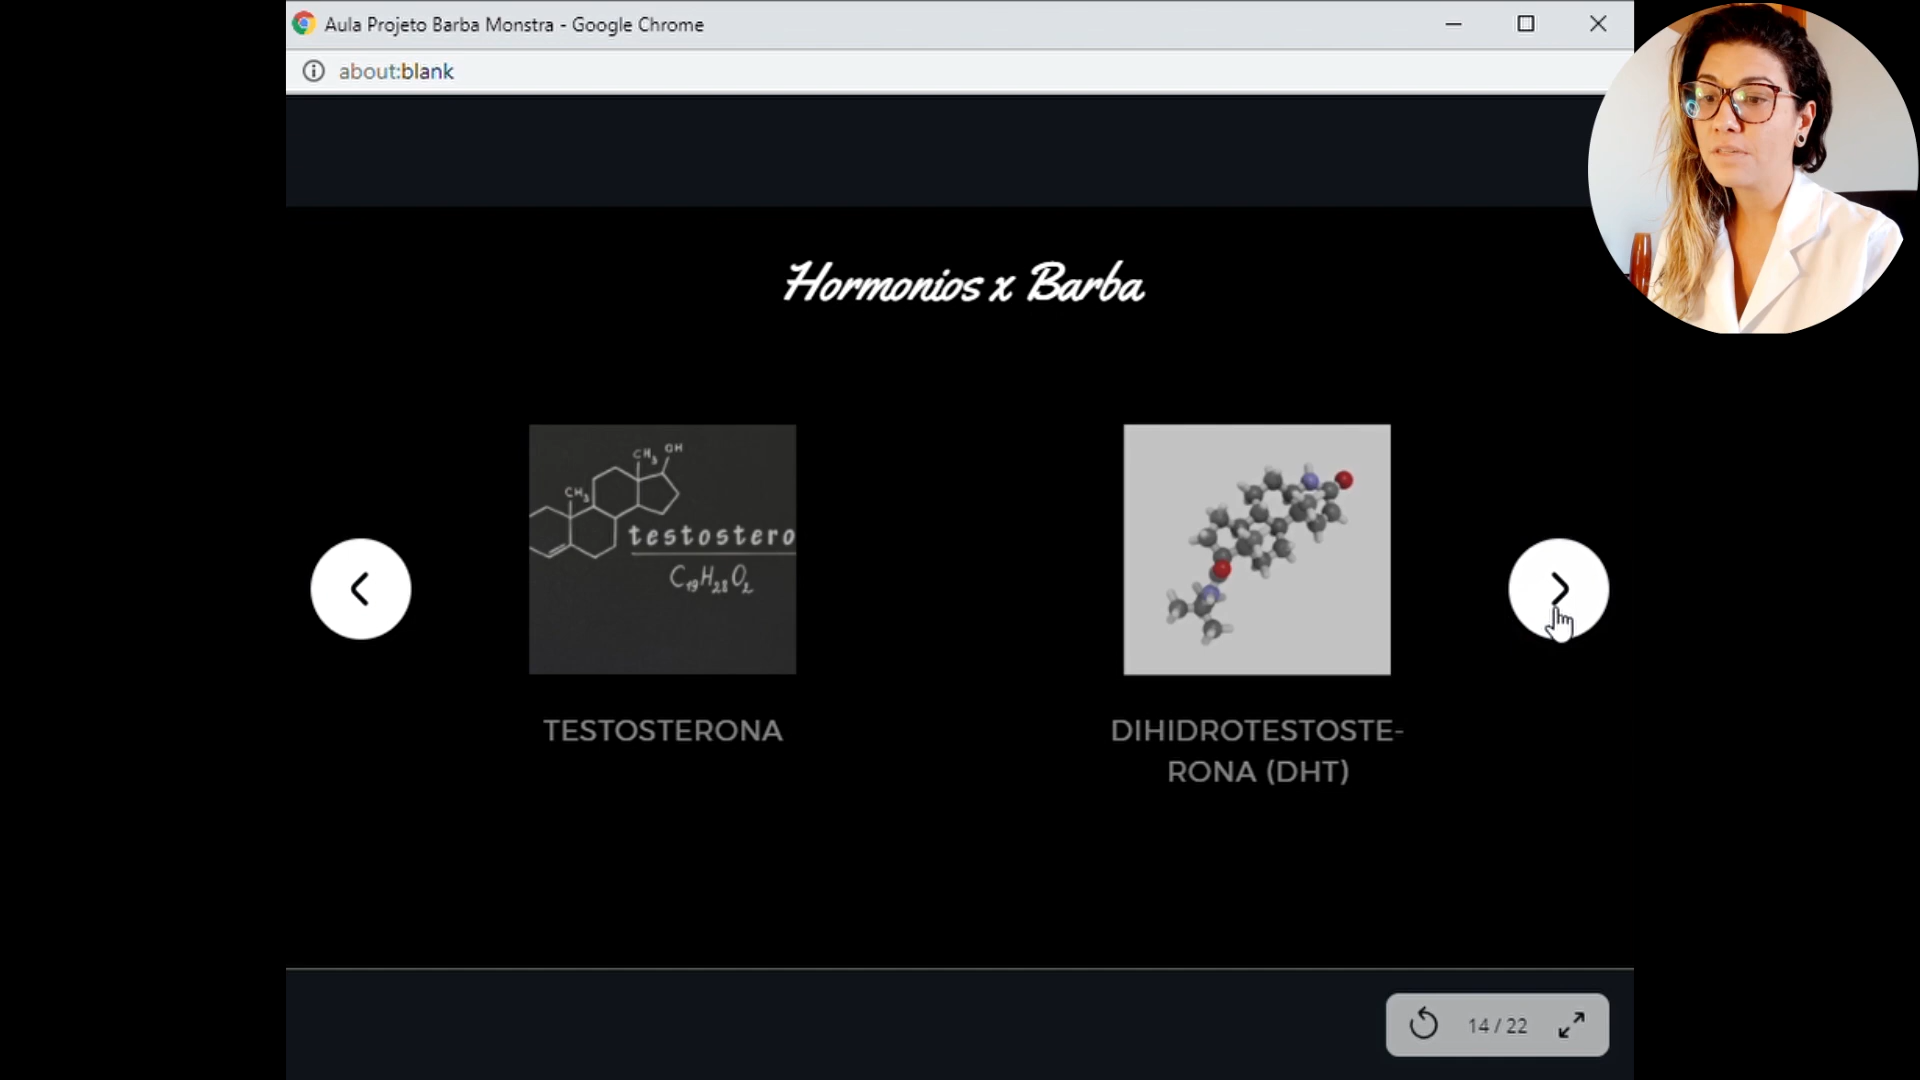 Aula Projeto Barba Monstra - Google Chrome
about:blank
Hormonios x Barba
CH3
OH
CH3
testostero
C19H28O2
TESTOSTERONA
DIHIDROTESTOSTE-
RONA (DHT)
14 / 22